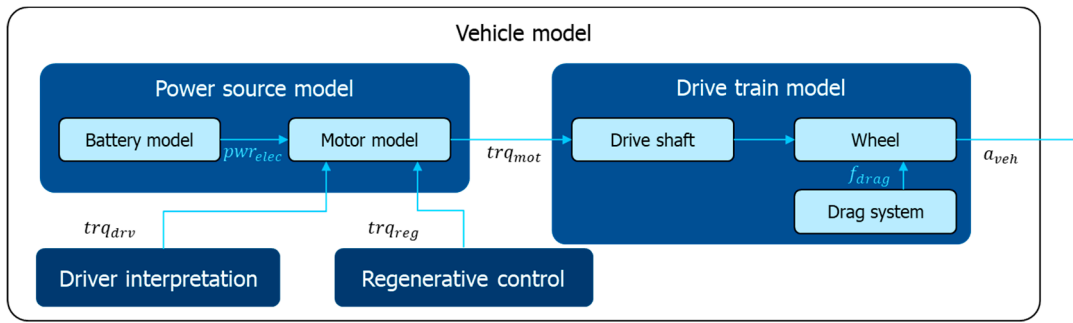 Vehicle model
Power source model
Drive train model
Battery model
pwr_elec
Motor model
trq_mot
Drive shaft
Wheel
a_veh
f_drag
Drag system
trq_drv
trq_reg
Driver interpretation
Regenerative control